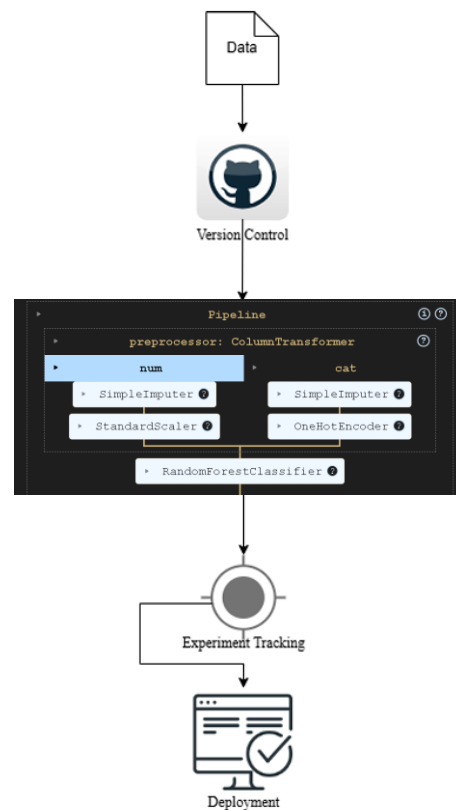 Data
Version Control
Pipeline
preprocessor: ColumnTransformer
num cat
SimpleImputer SimpleImputer
StandardScaler OneHotEncoder
RandomForestClassifier
Experiment Tracking
Deployment